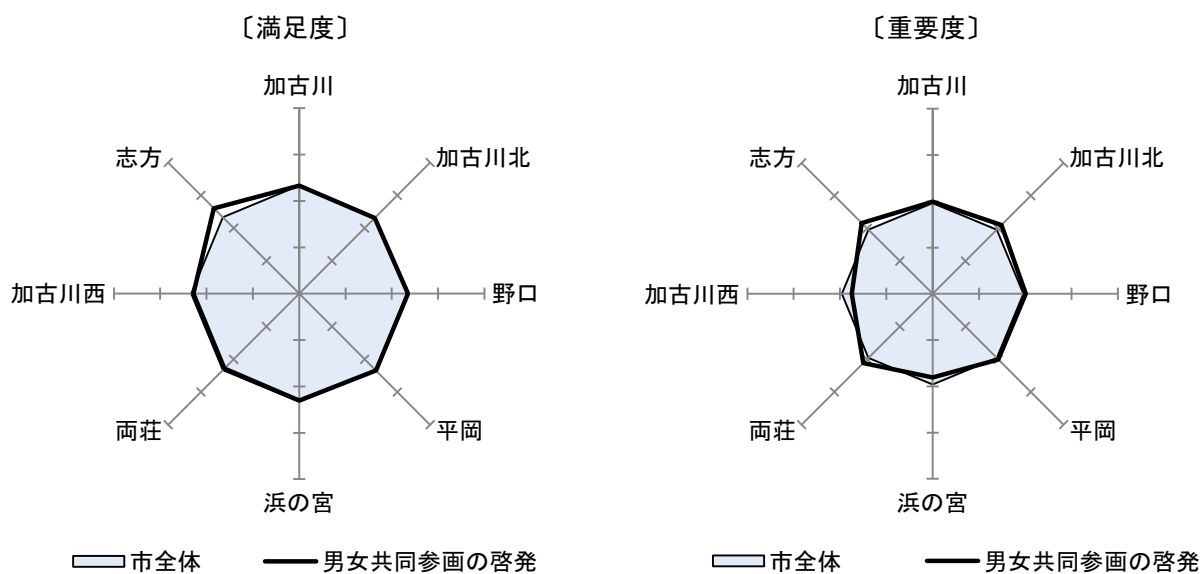 〔満足度〕
加古川
加古川北
野口
平岡
浜の宮
両荘
加古川西
志方
市全体
男女共同参画の啓発
〔重要度〕
加古川
加古川北
野口
平岡
浜の宮
両荘
加古川西
志方
市全体
男女共同参画の啓発